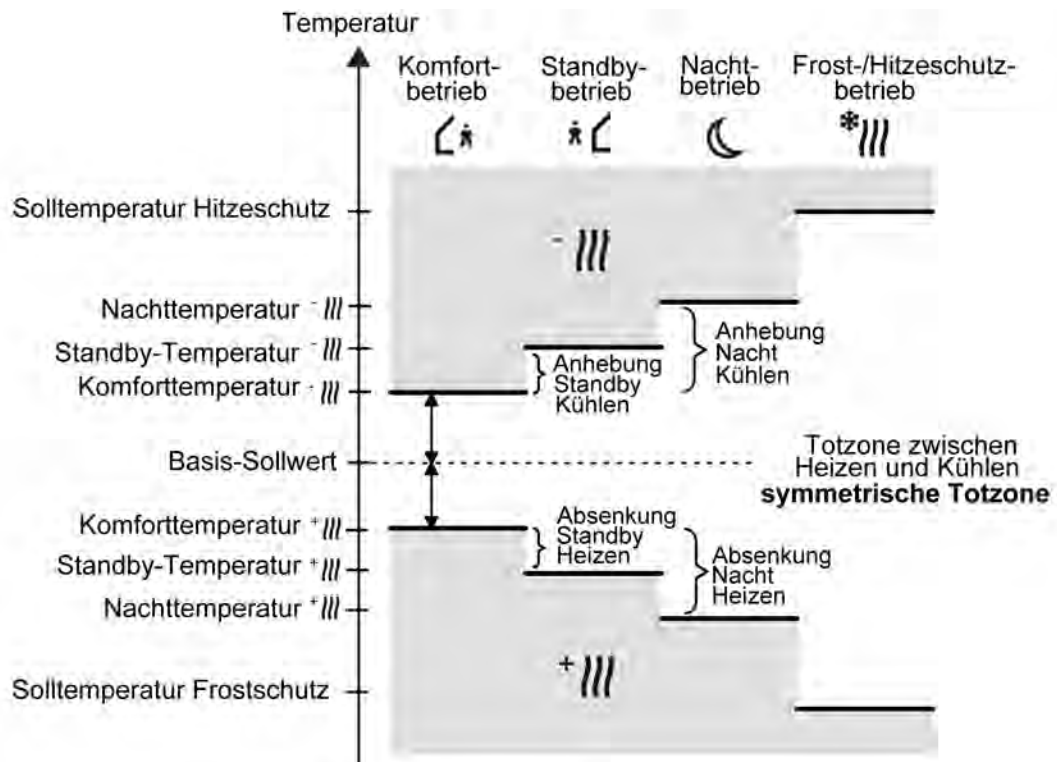 Temperatur
Komfort-
betrieb
Standby-
betrieb
Nacht-
betrieb
Frost-/Hitzeschutz-
betrieb
Solltemperatur Hitzeschutz
-
Nachttemperatur -
Anhebung
Nacht
Kühlen
Standby-Temperatur -
Anhebung
Standby
Kühlen
Komforttemperatur -
Basis-Sollwert
Totzone zwischen
Heizen und Kühlen
symmetrische Totzone
Komforttemperatur +
Absenkung
Standby
Heizen
Standby-Temperatur +
Absenkung
Nacht
Heizen
Nachttemperatur +
+
Solltemperatur Frostschutz